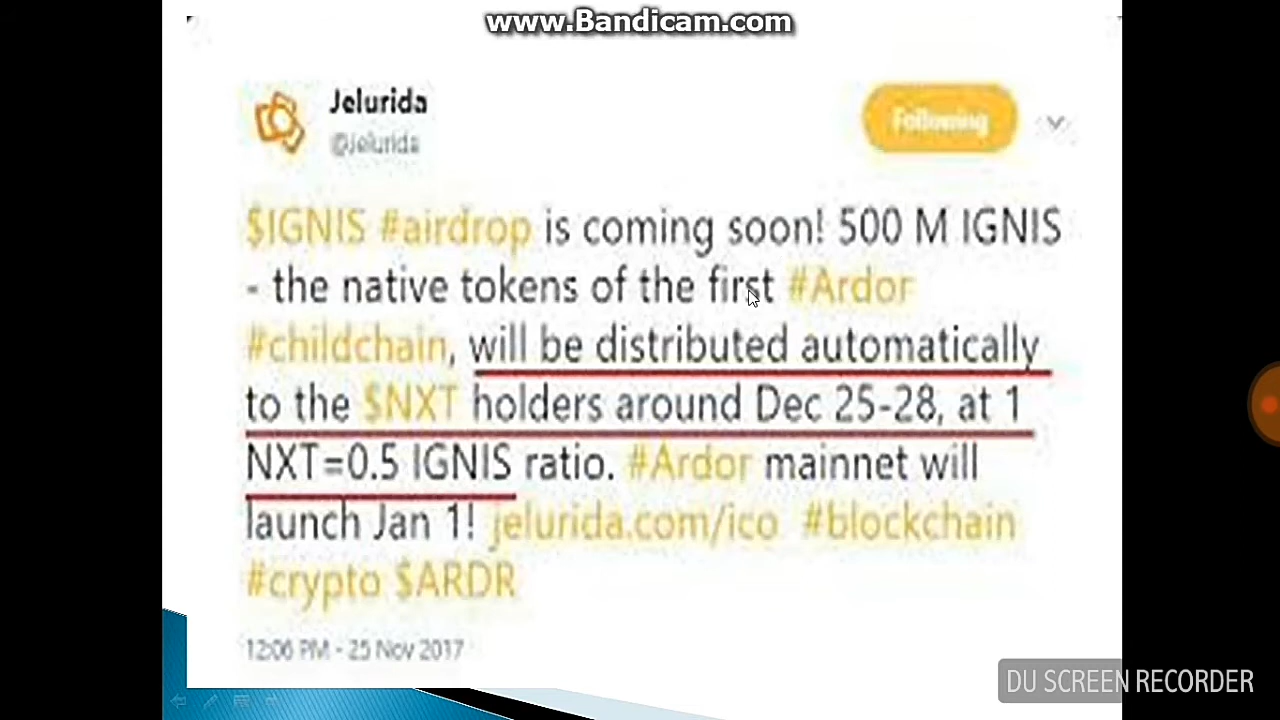 www.Bandicam.com
Jelurida
@Jelurida
Following
$IGNIS #airdrop is coming soon! 500 M IGNIS
- the native tokens of the first #Ardor
#childchain, will be distributed automatically
to the $NXT holders around Dec 25-28, at 1
NXT=0.5 IGNIS ratio. #Ardor mainnet will
launch Jan 1! jelurida.com/ico #blockchain
#crypto $ARDR
12:06 PM - 25 Nov 2017
DU SCREEN RECORDER